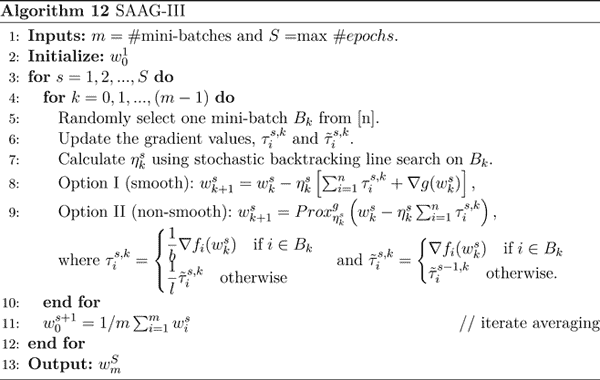 Algorithm 12 SAAG-III
1: Inputs: m = #mini-batches and S =max #epochs.
2: Initialize: w_0^1
3: for s = 1, 2, ..., S do
4: for k = 0, 1, ..., (m − 1) do
5: Randomly select one mini-batch B_k from [n].
6: Update the gradient values, τ_i^{s,k} and τ̃_i^{s,k}.
7: Calculate η_k^s using stochastic backtracking line search on B_k.
8: Option I (smooth): w_{k+1}^s = w_k^s − η_k^s [∑_{i=1}^n τ_i^{s,k} + ∇g(w_k^s)],
9: Option II (non-smooth): w_{k+1}^s = Prox_{η_k^s}^g (w_k^s − η_k^s ∑_{i=1}^n τ_i^{s,k}),
where τ_i^{s,k} = { 1/b ∇f_i(w_k^s) if i ∈ B_k and τ̃_i^{s,k} = { ∇f_i(w_k^s) if i ∈ B_k
1/l τ̃_i^{s,k} otherwise τ̃_i^{s−1,k} otherwise.
10: end for
11: w_0^{s+1} = 1/m ∑_{i=1}^m w_i^s // iterate averaging
12: end for
13: Output: w_m^S